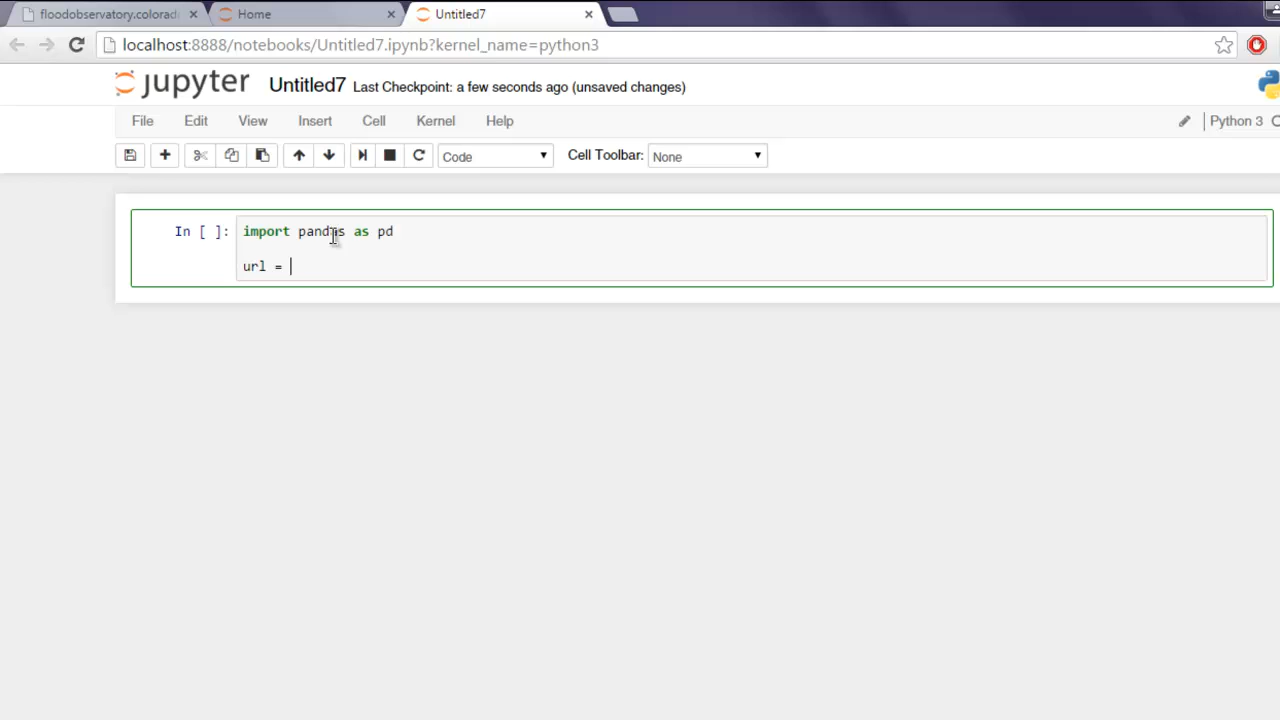 floodobservatory.colorad
Home
Untitled7
localhost:8888/notebooks/Untitled7.ipynb?kernel_name=python3
jupyter Untitled7 Last Checkpoint: a few seconds ago (unsaved changes)
File Edit View Insert Cell Kernel Help Python 3
Code Cell Toolbar: None
In [ ]: import pandas as pd
url =